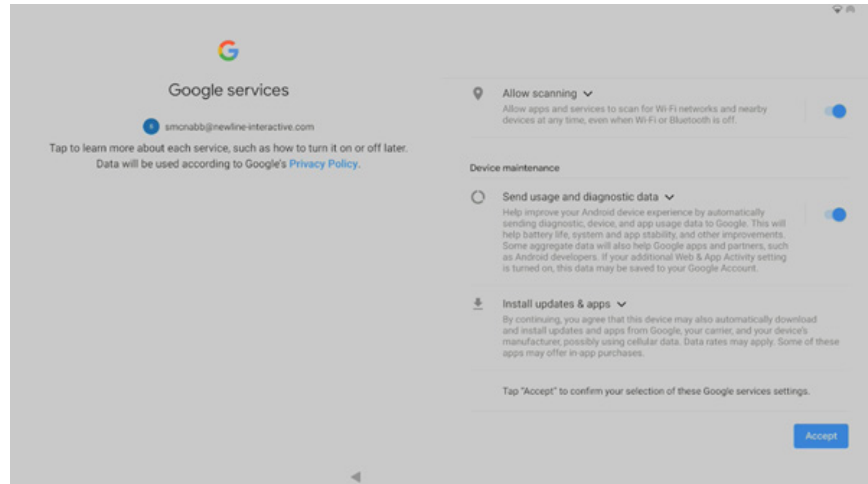 Google services
smcnabb@newline-interactive.com
Tap to learn more about each service, such as how to turn it on or off later.
Data will be used according to Google's Privacy Policy.
Allow scanning
Allow apps and services to scan for Wi-Fi networks and nearby
devices at any time, even when Wi-Fi or Bluetooth is off.
Device maintenance
Send usage and diagnostic data
Help improve your Android device experience by automatically
sending diagnostic, device, and app usage data to Google. This will
help battery life, system and app stability, and other improvements.
Some aggregate data will also help Google apps and partners, such
as Android developers. If your additional Web & App Activity setting
is turned on, this data may be saved to your Google Account.
Install updates & apps
By continuing, you agree that this device may also automatically download
and install updates and apps from Google, your carrier, and your device's
manufacturer, possibly using cellular data. Data rates may apply. Some of these
apps may offer in-app purchases.
Tap "Accept" to confirm your selection of these Google services settings.
Accept